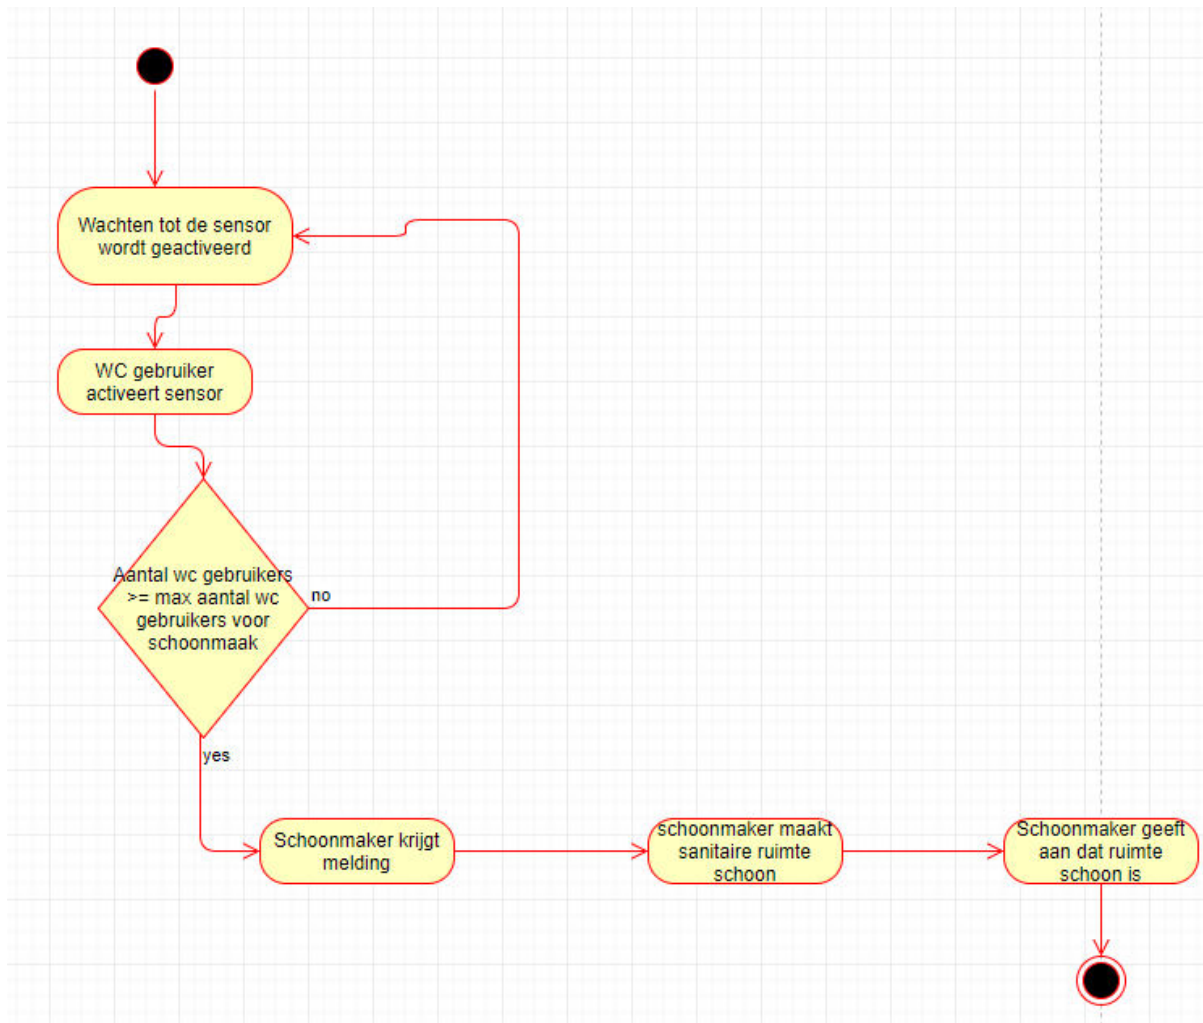 Wachten tot de sensor
wordt geactiveerd
WC gebruiker
activeert sensor
Aantal wc gebruikers
>= max aantal wc
gebruikers voor
schoonmaak
no
yes
Schoonmaker krijgt
melding
schoonmaker maakt
sanitaire ruimte
schoon
Schoonmaker geeft
aan dat ruimte
schoon is